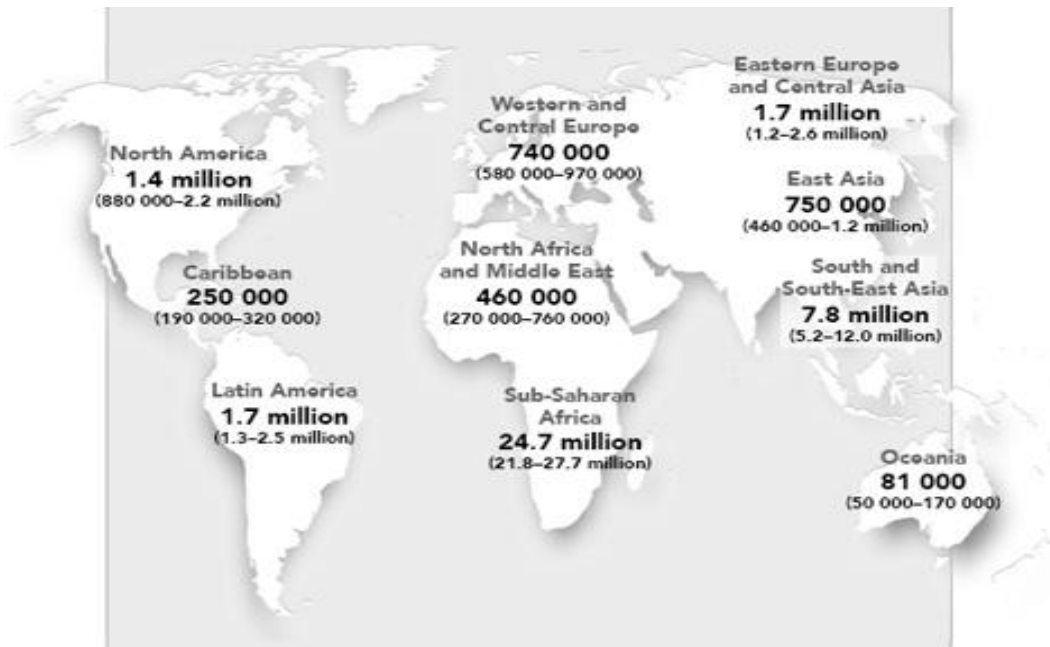 Eastern Europe
and Central Asia
1.7 million
(1.2–2.6 million)
Western and
Central Europe
740 000
(580 000–970 000)
North America
1.4 million
(880 000–2.2 million)
East Asia
750 000
(460 000–1.2 million)
North Africa
and Middle East
460 000
(270 000–760 000)
Caribbean
250 000
(190 000–320 000)
South and
South-East Asia
7.8 million
(5.2–12.0 million)
Latin America
1.7 million
(1.3–2.5 million)
Sub-Saharan
Africa
24.7 million
(21.8–27.7 million)
Oceania
81 000
(50 000–170 000)